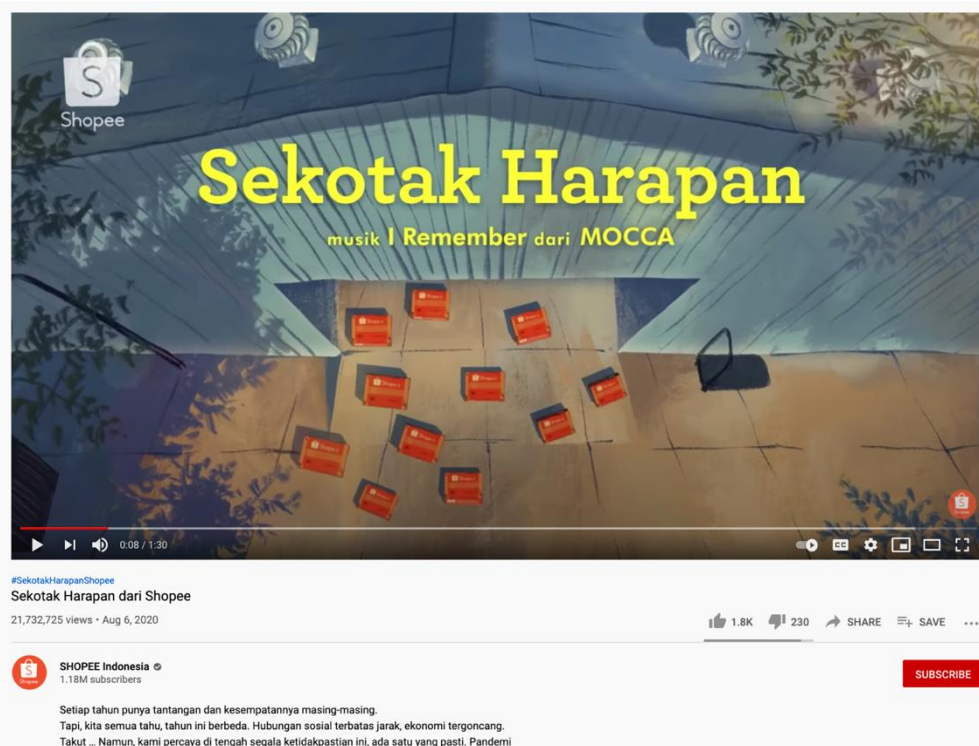 Shopee
Sekotak Harapan
musik I Remember dari MOCCA
0:08 / 1:30
CC
#SekotakHarapanShopee
Sekotak Harapan dari Shopee
21,732,725 views • Aug 6, 2020
1.8K 230 SHARE SAVE ...
SHOPEE Indonesia
1.18M subscribers
SUBSCRIBE
Setiap tahun punya tantangan dan kesempatannya masing-masing.
Tapi, kita semua tahu, tahun ini berbeda. Hubungan sosial terbatas jarak, ekonomi tergoncang.
Takut ... Namun, kami percaya di tengah segala ketidakpastian ini, ada satu yang pasti. Pandemi